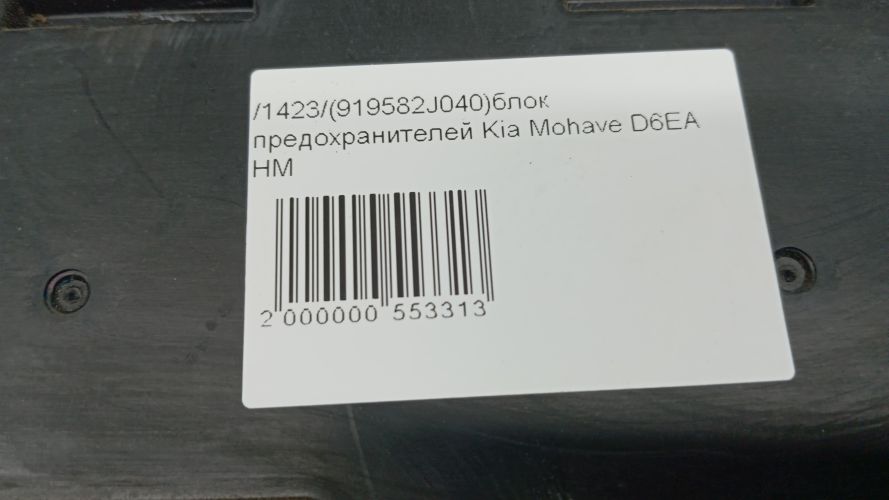 /1423/(919582J040)блок
предохранителей Kia Mohave D6EA
HM
2 000000 553313